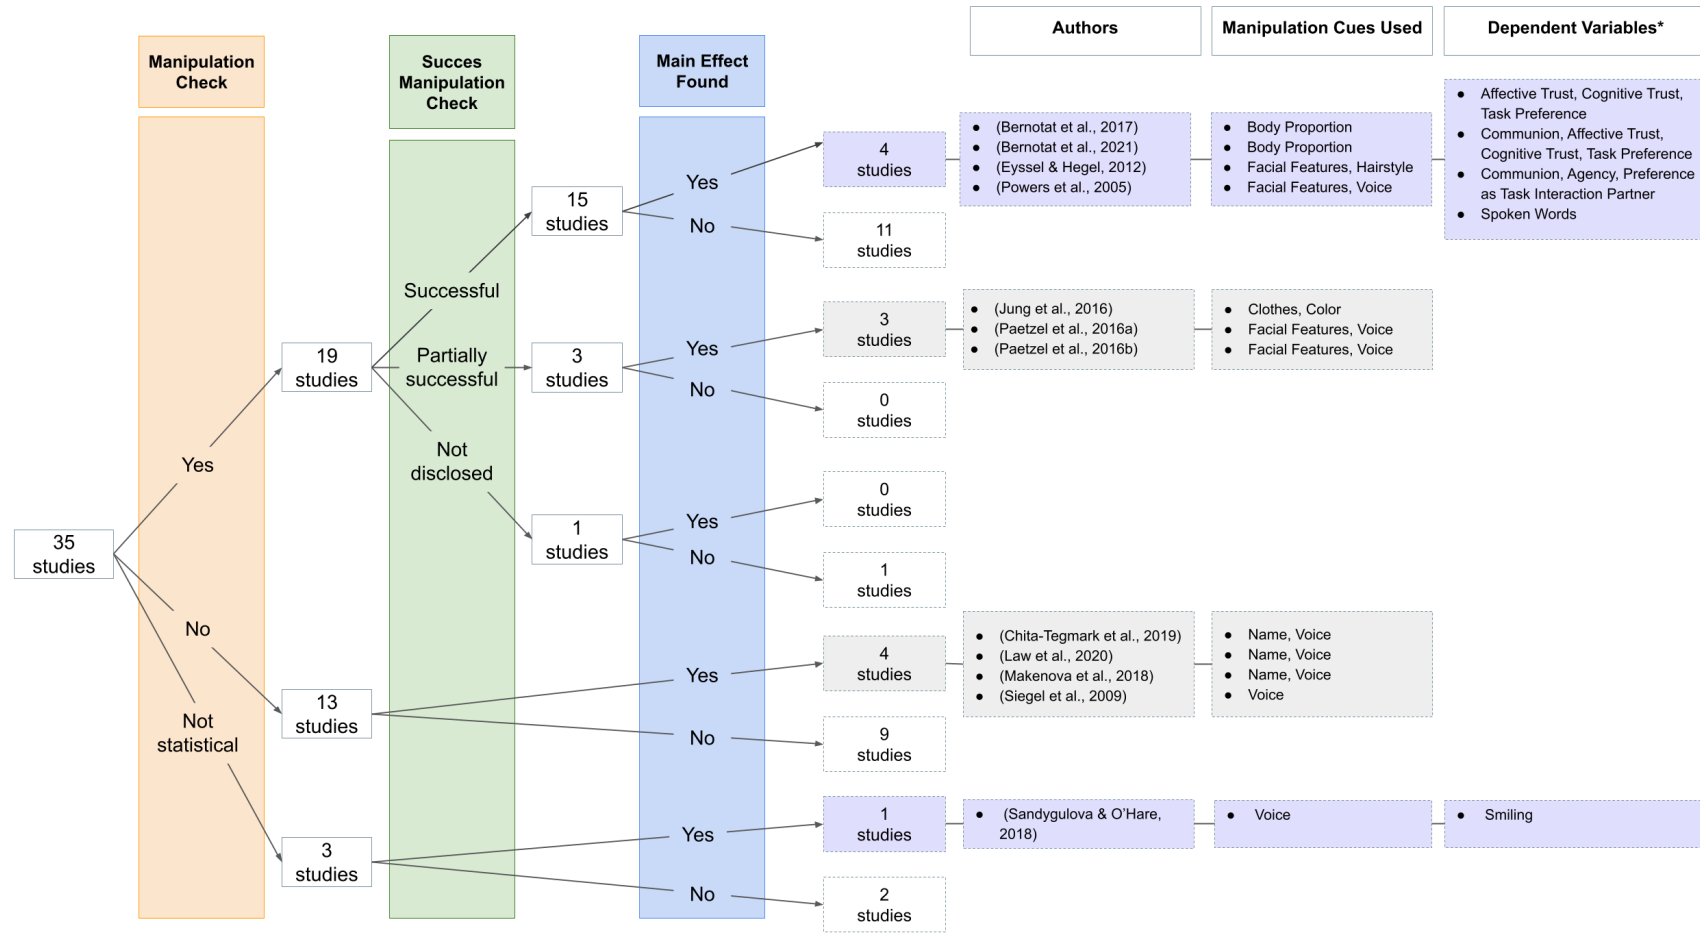 Authors
Manipulation Cues Used
Dependent Variables*
Manipulation
Check
Succes
Manipulation
Check
Main Effect
Found
35
studies
Yes
No
Not
statistical
19
studies
13
studies
3
studies
Successful
Partially
successful
Not
disclosed
15
studies
3
studies
1
studies
Yes
No
Yes
No
Yes
No
Yes
No
Yes
No
4
studies
● (Bernotat et al., 2017)
● (Bernotat et al., 2021)
● (Eyssel & Hegel, 2012)
● (Powers et al., 2005)
● Body Proportion
● Body Proportion
● Facial Features, Hairstyle
● Facial Features, Voice
● Affective Trust, Cognitive Trust,
Task Preference
● Communion, Affective Trust,
Cognitive Trust, Task Preference
● Communion, Agency, Preference
as Task Interaction Partner
● Spoken Words
11
studies
3
studies
● (Jung et al., 2016)
● (Paetzel et al., 2016a)
● (Paetzel et al., 2016b)
● Clothes, Color
● Facial Features, Voice
● Facial Features, Voice
0
studies
0
studies
1
studies
4
studies
● (Chita-Tegmark et al., 2019)
● (Law et al., 2020)
● (Makenova et al., 2018)
● (Siegel et al., 2009)
● Name, Voice
● Name, Voice
● Name, Voice
● Voice
9
studies
1
studies
● (Sandygulova & O'Hare,
2018)
● Voice
● Smiling
2
studies